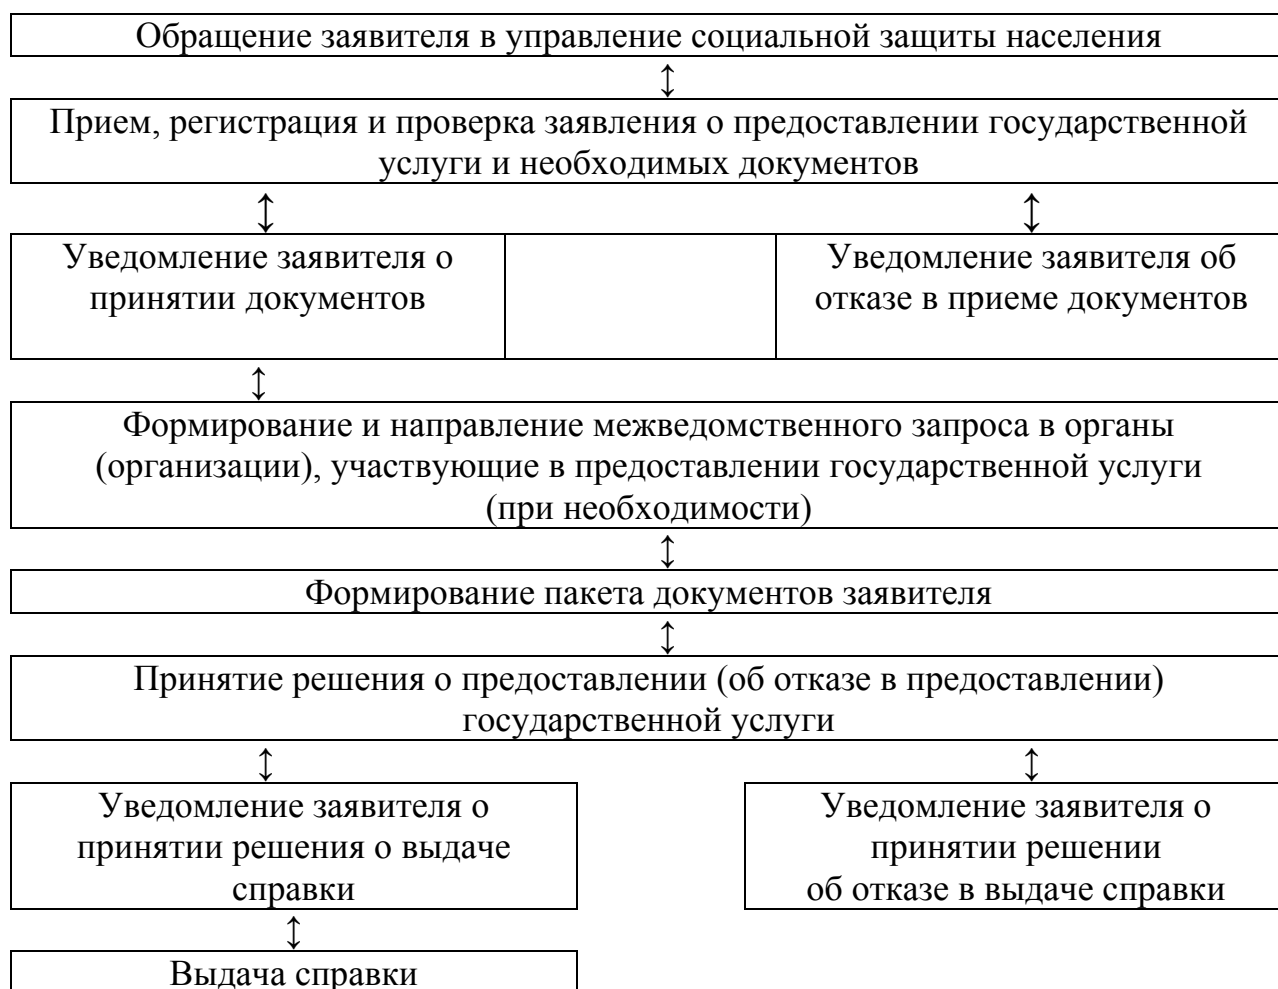 Обращение заявителя в управление социальной защиты населения
↕
Прием, регистрация и проверка заявления о предоставлении государственной
услуги и необходимых документов
↕ ↕
Уведомление заявителя о
принятии документов
Уведомление заявителя об
отказе в приеме документов
↕
Формирование и направление межведомственного запроса в органы
(организации), участвующие в предоставлении государственной услуги
(при необходимости)
↕
Формирование пакета документов заявителя
↕
Принятие решения о предоставлении (об отказе в предоставлении)
государственной услуги
↕ ↕
Уведомление заявителя о
принятии решения о выдаче
справки
Уведомление заявителя о
принятии решении
об отказе в выдаче справки
↕
Выдача справки